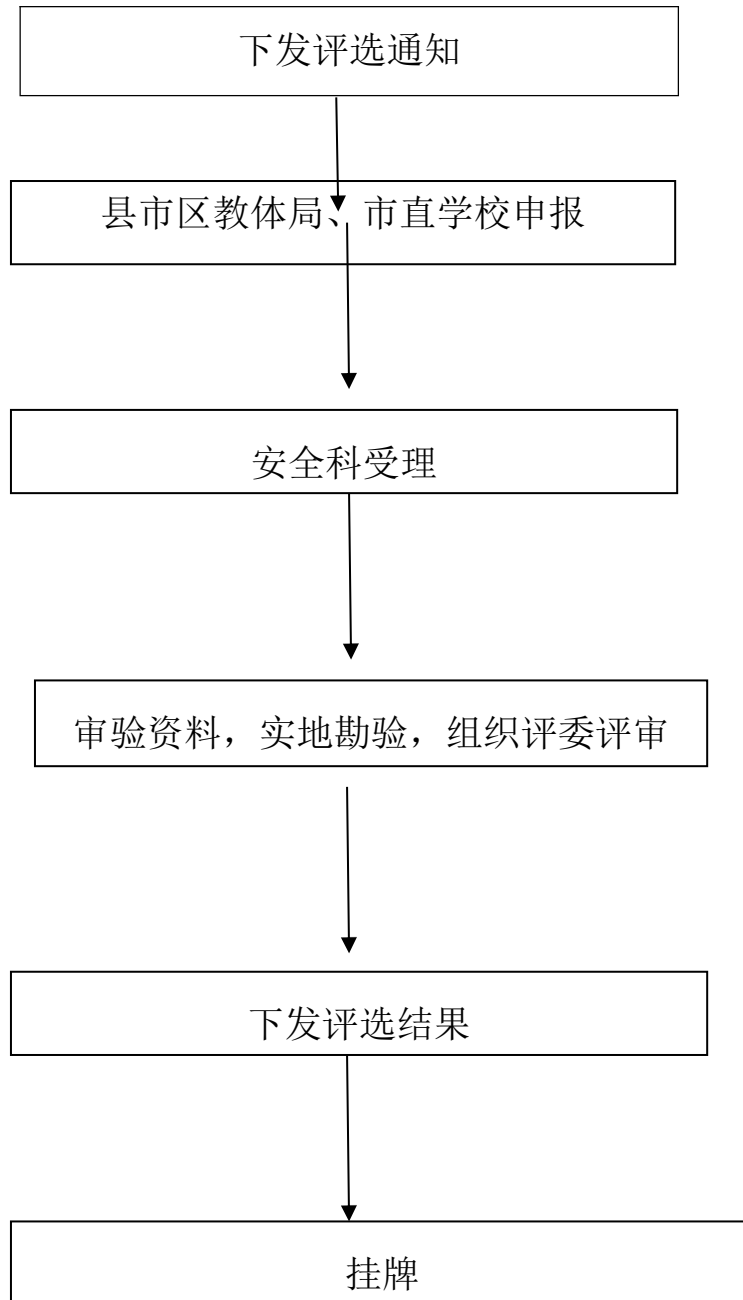 下发评选通知
县市区教体局、市直学校申报
安全科受理
审验资料，实地勘验，组织评委评审
下发评选结果
挂牌